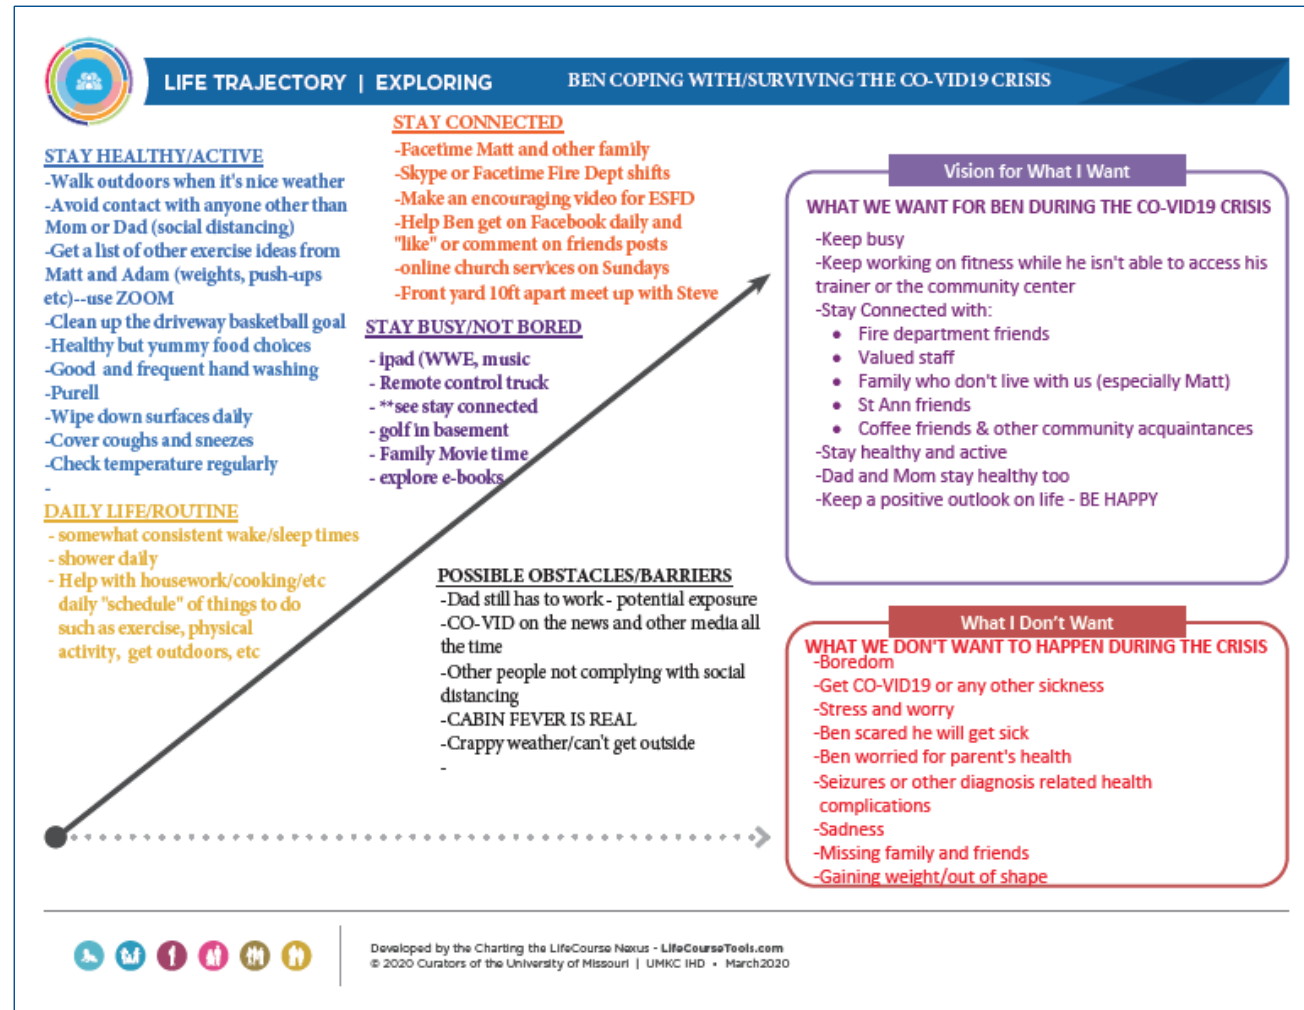 LIFE TRAJECTORY | EXPLORING
BEN COPING WITH/SURVIVING THE CO-VID19 CRISIS
STAY HEALTHY/ACTIVE
-Walk outdoors when it's nice weather
-Avoid contact with anyone other than
Mom or Dad (social distancing)
-Get a list of other exercise ideas from
Matt and Adam (weights, push-ups
etc)--use ZOOM
-Clean up the driveway basketball goal
-Healthy but yummy food choices
-Good and frequent hand washing
-Purell
-Wipe down surfaces daily
-Cover coughs and sneezes
-Check temperature regularly
-
STAY CONNECTED
-Facetime Matt and other family
-Skype or Facetime Fire Dept shifts
-Make an encouraging video for ESFD
-Help Ben get on Facebook daily and
"like" or comment on friends posts
-online church services on Sundays
-Front yard 10ft apart meet up with Steve
STAY BUSY/NOT BORED
- ipad (WWE, music
- Remote control truck
- **see stay connected
- golf in basement
- Family Movie time
- explore e-books
DAILY LIFE/ROUTINE
- somewhat consistent wake/sleep times
- shower daily
- Help with housework/cooking/etc
daily "schedule" of things to do
such as exercise, physical
activity, get outdoors, etc
POSSIBLE OBSTACLES/BARRIERS
-Dad still has to work - potential exposure
-CO-VID on the news and other media all
the time
-Other people not complying with social
distancing
-CABIN FEVER IS REAL
-Crappy weather/can't get outside
-
Vision for What I Want
WHAT WE WANT FOR BEN DURING THE CO-VID19 CRISIS
-Keep busy
-Keep working on fitness while he isn't able to access his
trainer or the community center
-Stay Connected with:
• Fire department friends
• Valued staff
• Family who don't live with us (especially Matt)
• St Ann friends
• Coffee friends & other community acquaintances
-Stay healthy and active
-Dad and Mom stay healthy too
-Keep a positive outlook on life - BE HAPPY
What I Don't Want
WHAT WE DON'T WANT TO HAPPEN DURING THE CRISIS
-Boredom
-Get CO-VID19 or any other sickness
-Stress and worry
-Ben scared he will get sick
-Ben worried for parent's health
-Seizures or other diagnosis related health
complications
-Sadness
-Missing family and friends
-Gaining weight/out of shape
Developed by the Charting the LifeCourse Nexus - LifeCourseTools.com
© 2020 Curators of the University of Missouri | UMKC IHD • March2020